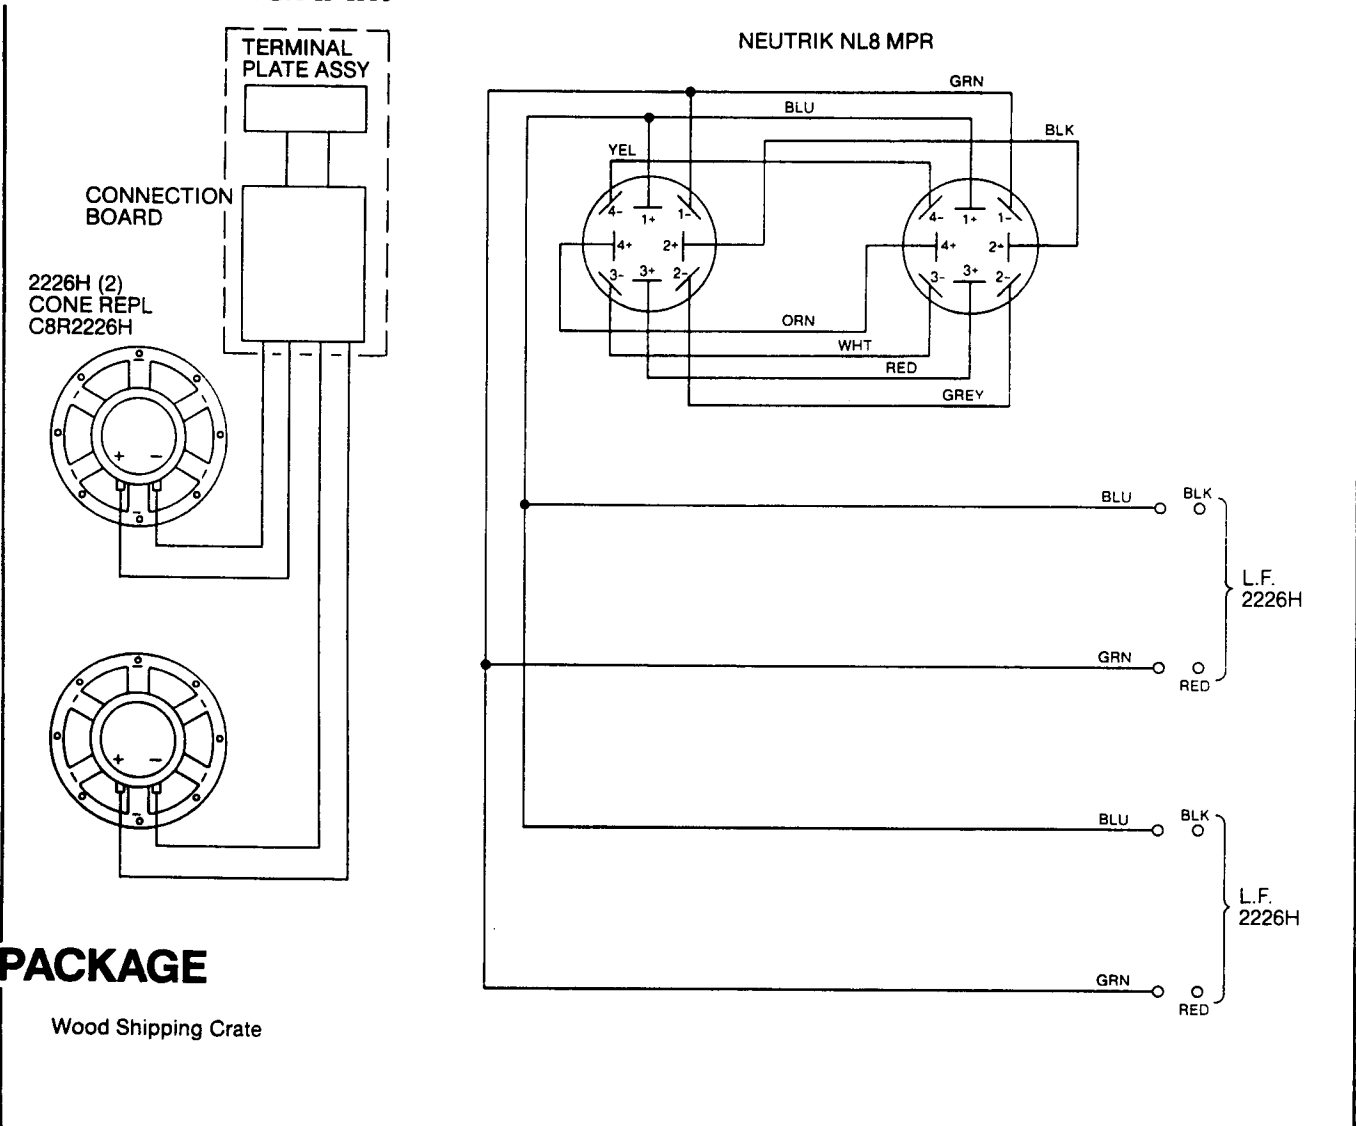 TERMINAL
PLATE ASSY
CONNECTION
BOARD
2226H (2)
CONE REPL
C8R2226H
+ −
+ −
NEUTRIK NL8 MPR
GRN
BLU
BLK
YEL
4− 1+ 1−
4+ 2+
3− 3+ 2−
4− 1+ 1−
4+ 2+
3− 3+ 2−
ORN
WHT
RED
GREY
BLU BLK
L.F.
2226H
GRN
RED
BLU BLK
L.F.
2226H
GRN
RED
PACKAGE
Wood Shipping Crate